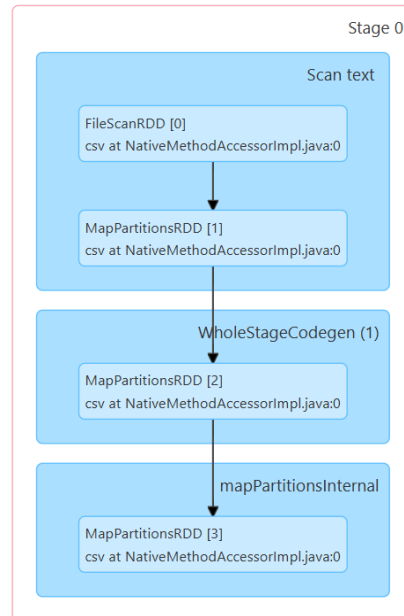 Stage 0
Scan text
FileScanRDD [0]
csv at NativeMethodAccessorImpl.java:0
MapPartitionsRDD [1]
csv at NativeMethodAccessorImpl.java:0
WholeStageCodegen (1)
MapPartitionsRDD [2]
csv at NativeMethodAccessorImpl.java:0
mapPartitionsInternal
MapPartitionsRDD [3]
csv at NativeMethodAccessorImpl.java:0